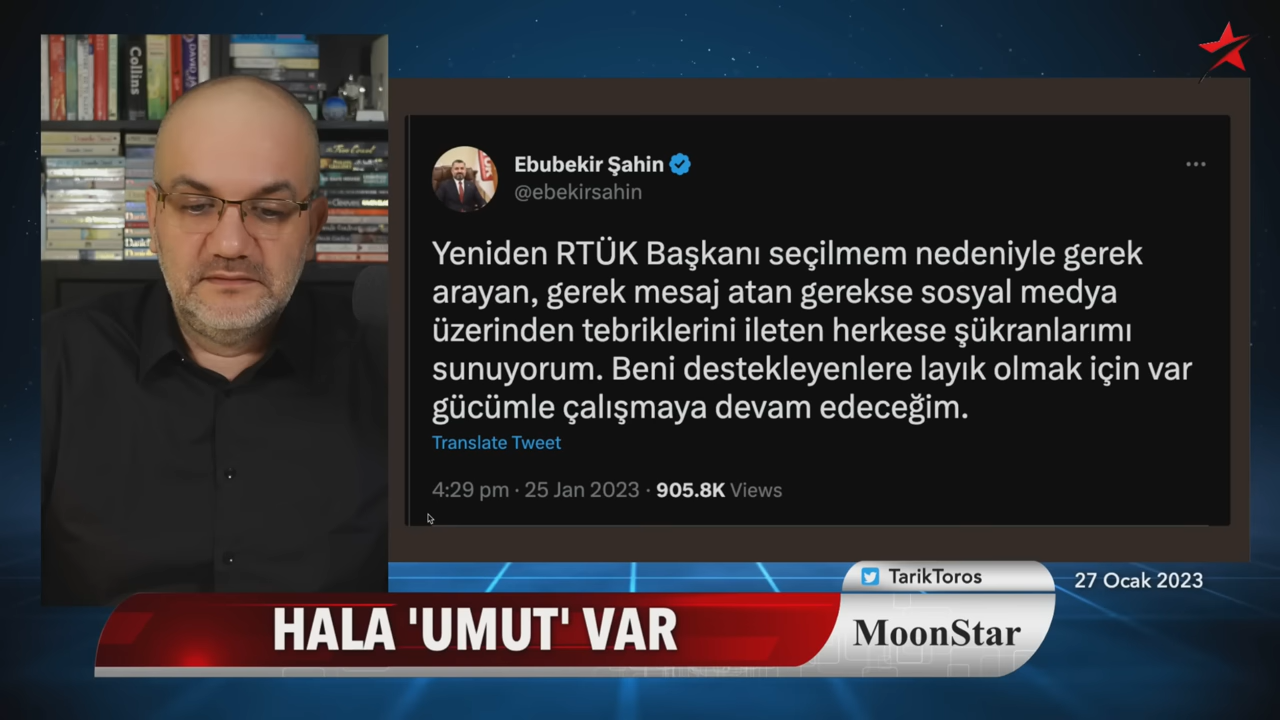 Collins
Ebubekir Şahin
@ebekirsahin
Yeniden RTÜK Başkanı seçilmem nedeniyle gerek
arayan, gerek mesaj atan gerekse sosyal medya
üzerinden tebriklerini ileten herkese şükranlarımı
sunuyorum. Beni destekleyenlere layık olmak için var
gücümle çalışmaya devam edeceğim.
Translate Tweet
4:29 pm · 25 Jan 2023 · 905.8K Views
TarikToros
27 Ocak 2023
HALA 'UMUT' VAR
MoonStar